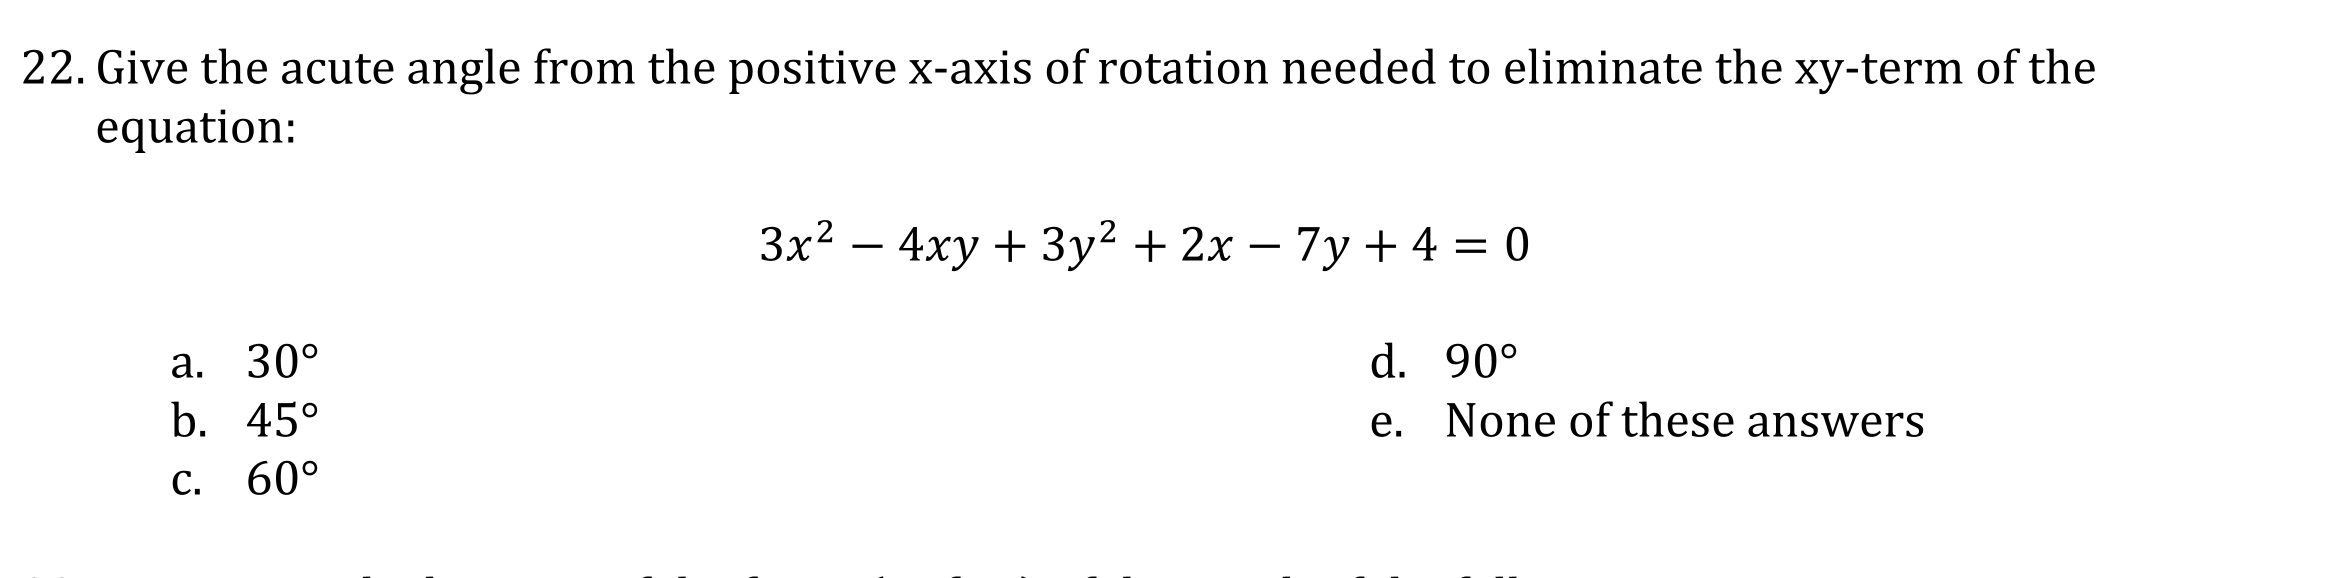 22. Give the acute angle from the positive x-axis of rotation needed to eliminate the xy-term of the
equation:
3x² − 4xy + 3y² + 2x − 7y + 4 = 0
a. 30°
b. 45°
c. 60°
d. 90°
e. None of these answers